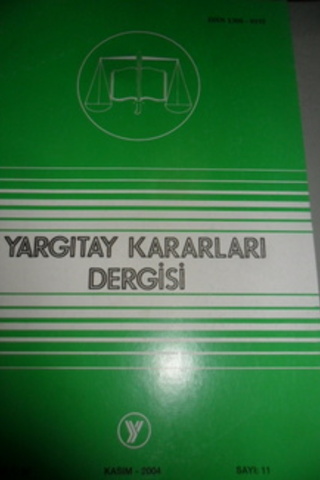 YARGITAY KARARLARI
DERGİSİ
KASIM - 2004 SAYI: 11